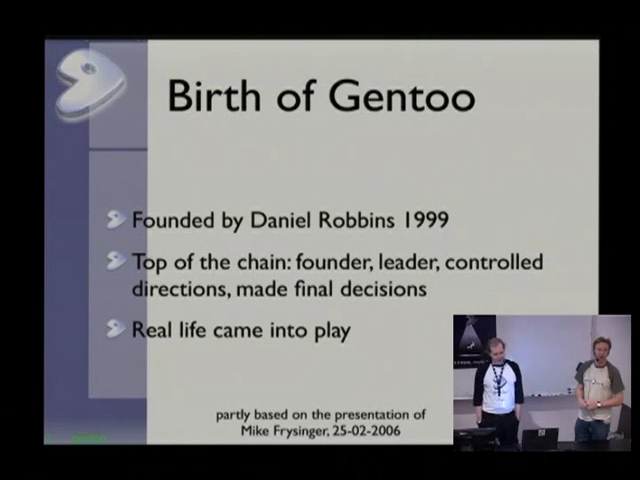 Birth of Gentoo
Founded by Daniel Robbins 1999
Top of the chain: founder, leader, controlled
directions, made final decisions
Real life came into play
partly based on the presentation of
Mike Frysinger, 25-02-2006